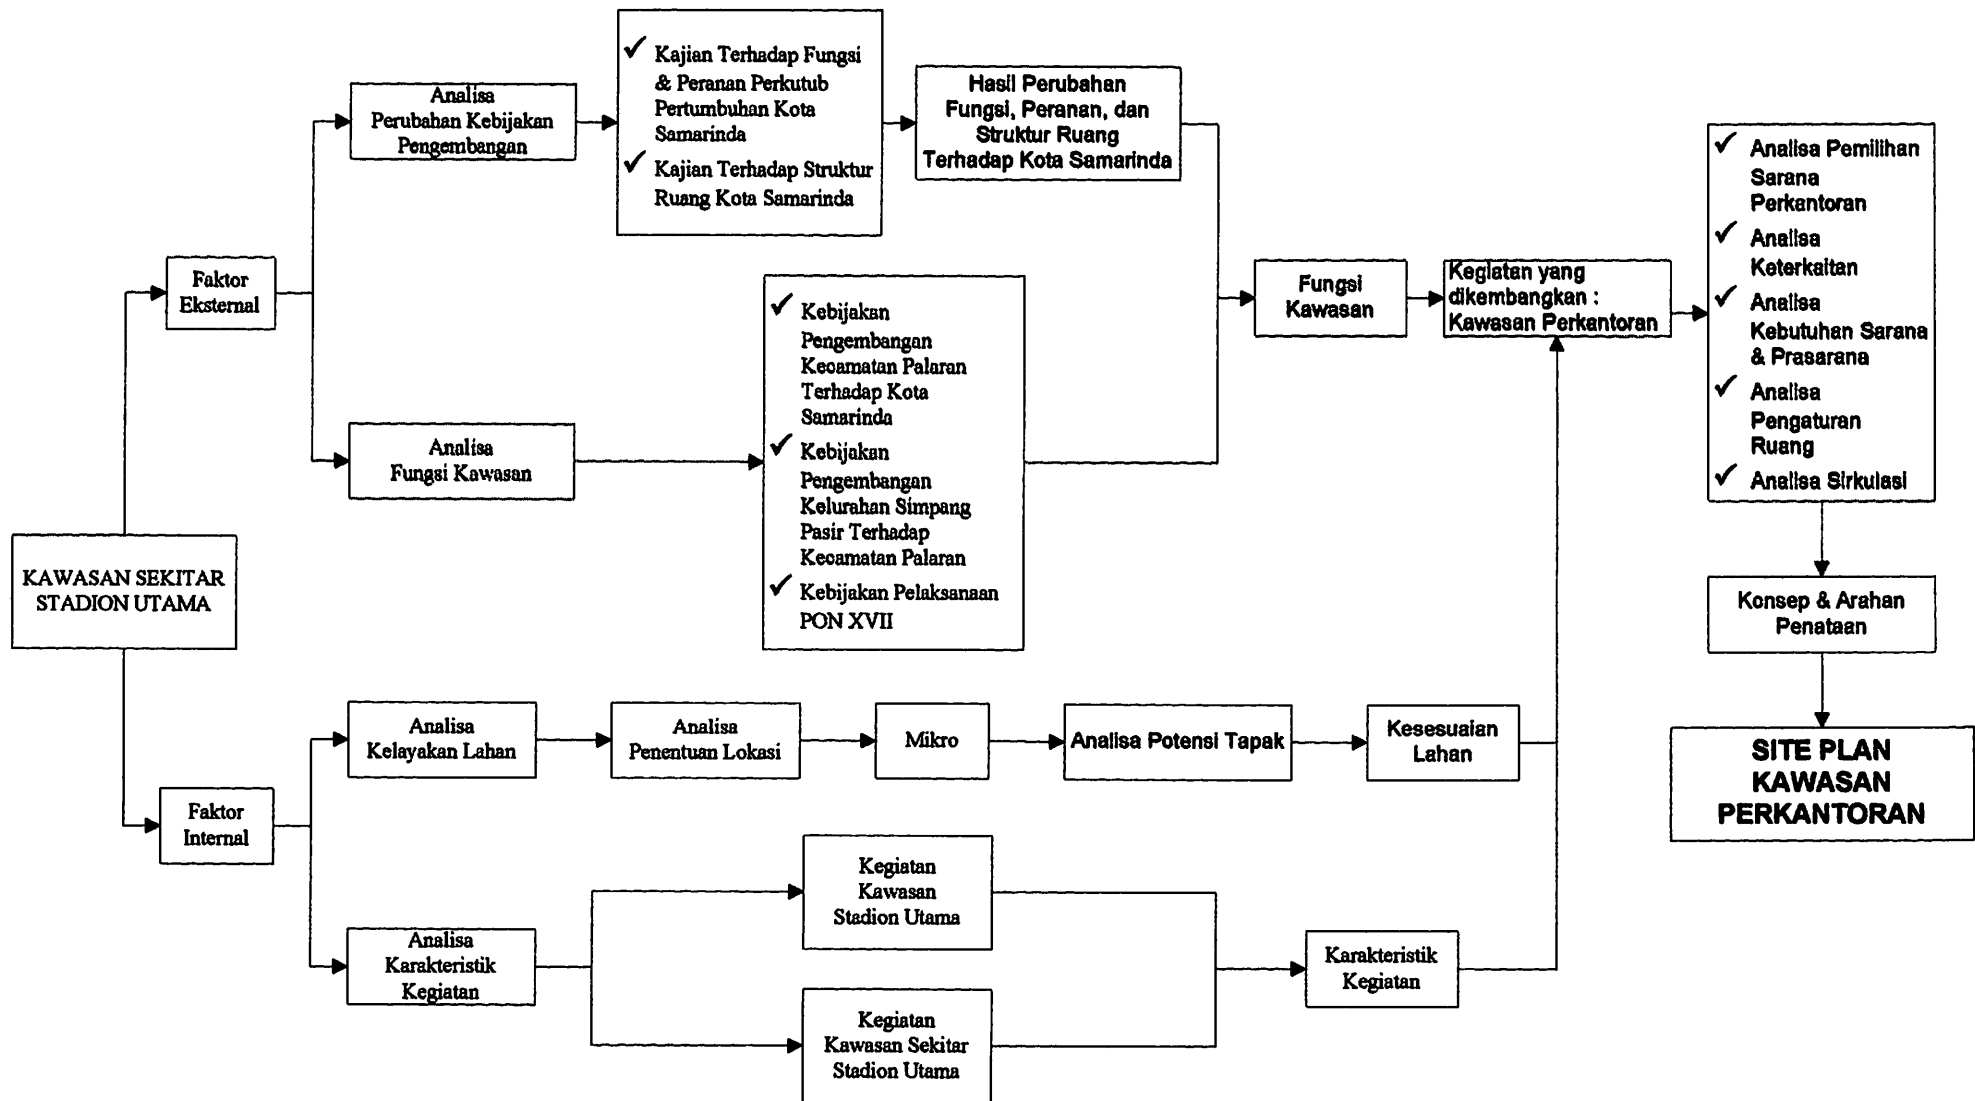 KAWASAN SEKITAR
STADION UTAMA
Faktor
Eksternal
Analisa
Perubahan Kebijakan
Pengembangan
✓ Kajian Terhadap Fungsi
& Peranan Perkutub
Pertumbuhan Kota
Samarinda
✓ Kajian Terhadap Struktur
Ruang Kota Samarinda
Hasil Perubahan
Fungsi, Peranan, dan
Struktur Ruang
Terhadap Kota Samarinda
Analisa
Fungsi Kawasan
✓ Kebijakan
Pengembangan
Kecamatan Palaran
Terhadap Kota
Samarinda
✓ Kebijakan
Pengembangan
Kelurahan Simpang
Pasir Terhadap
Kecamatan Palaran
✓ Kebijakan Pelaksanaan
PON XVII
Fungsi
Kawasan
Kegiatan yang
dikembangkan :
Kawasan Perkantoran
✓ Analisa Pemilihan
Sarana
Perkantoran
✓ Analisa
Keterkaitan
✓ Analisa
Kebutuhan Sarana
& Prasarana
✓ Analisa
Pengaturan
Ruang
✓ Analisa Sirkulasi
Konsep & Arahan
Penataan
SITE PLAN
KAWASAN
PERKANTORAN
Faktor
Internal
Analisa
Kelayakan Lahan
Analisa
Penentuan Lokasi
Mikro
Analisa Potensi Tapak
Kesesuaian
Lahan
Analisa
Karakteristik
Kegiatan
Kegiatan
Kawasan
Stadion Utama
Kegiatan
Kawasan Sekitar
Stadion Utama
Karakteristik
Kegiatan